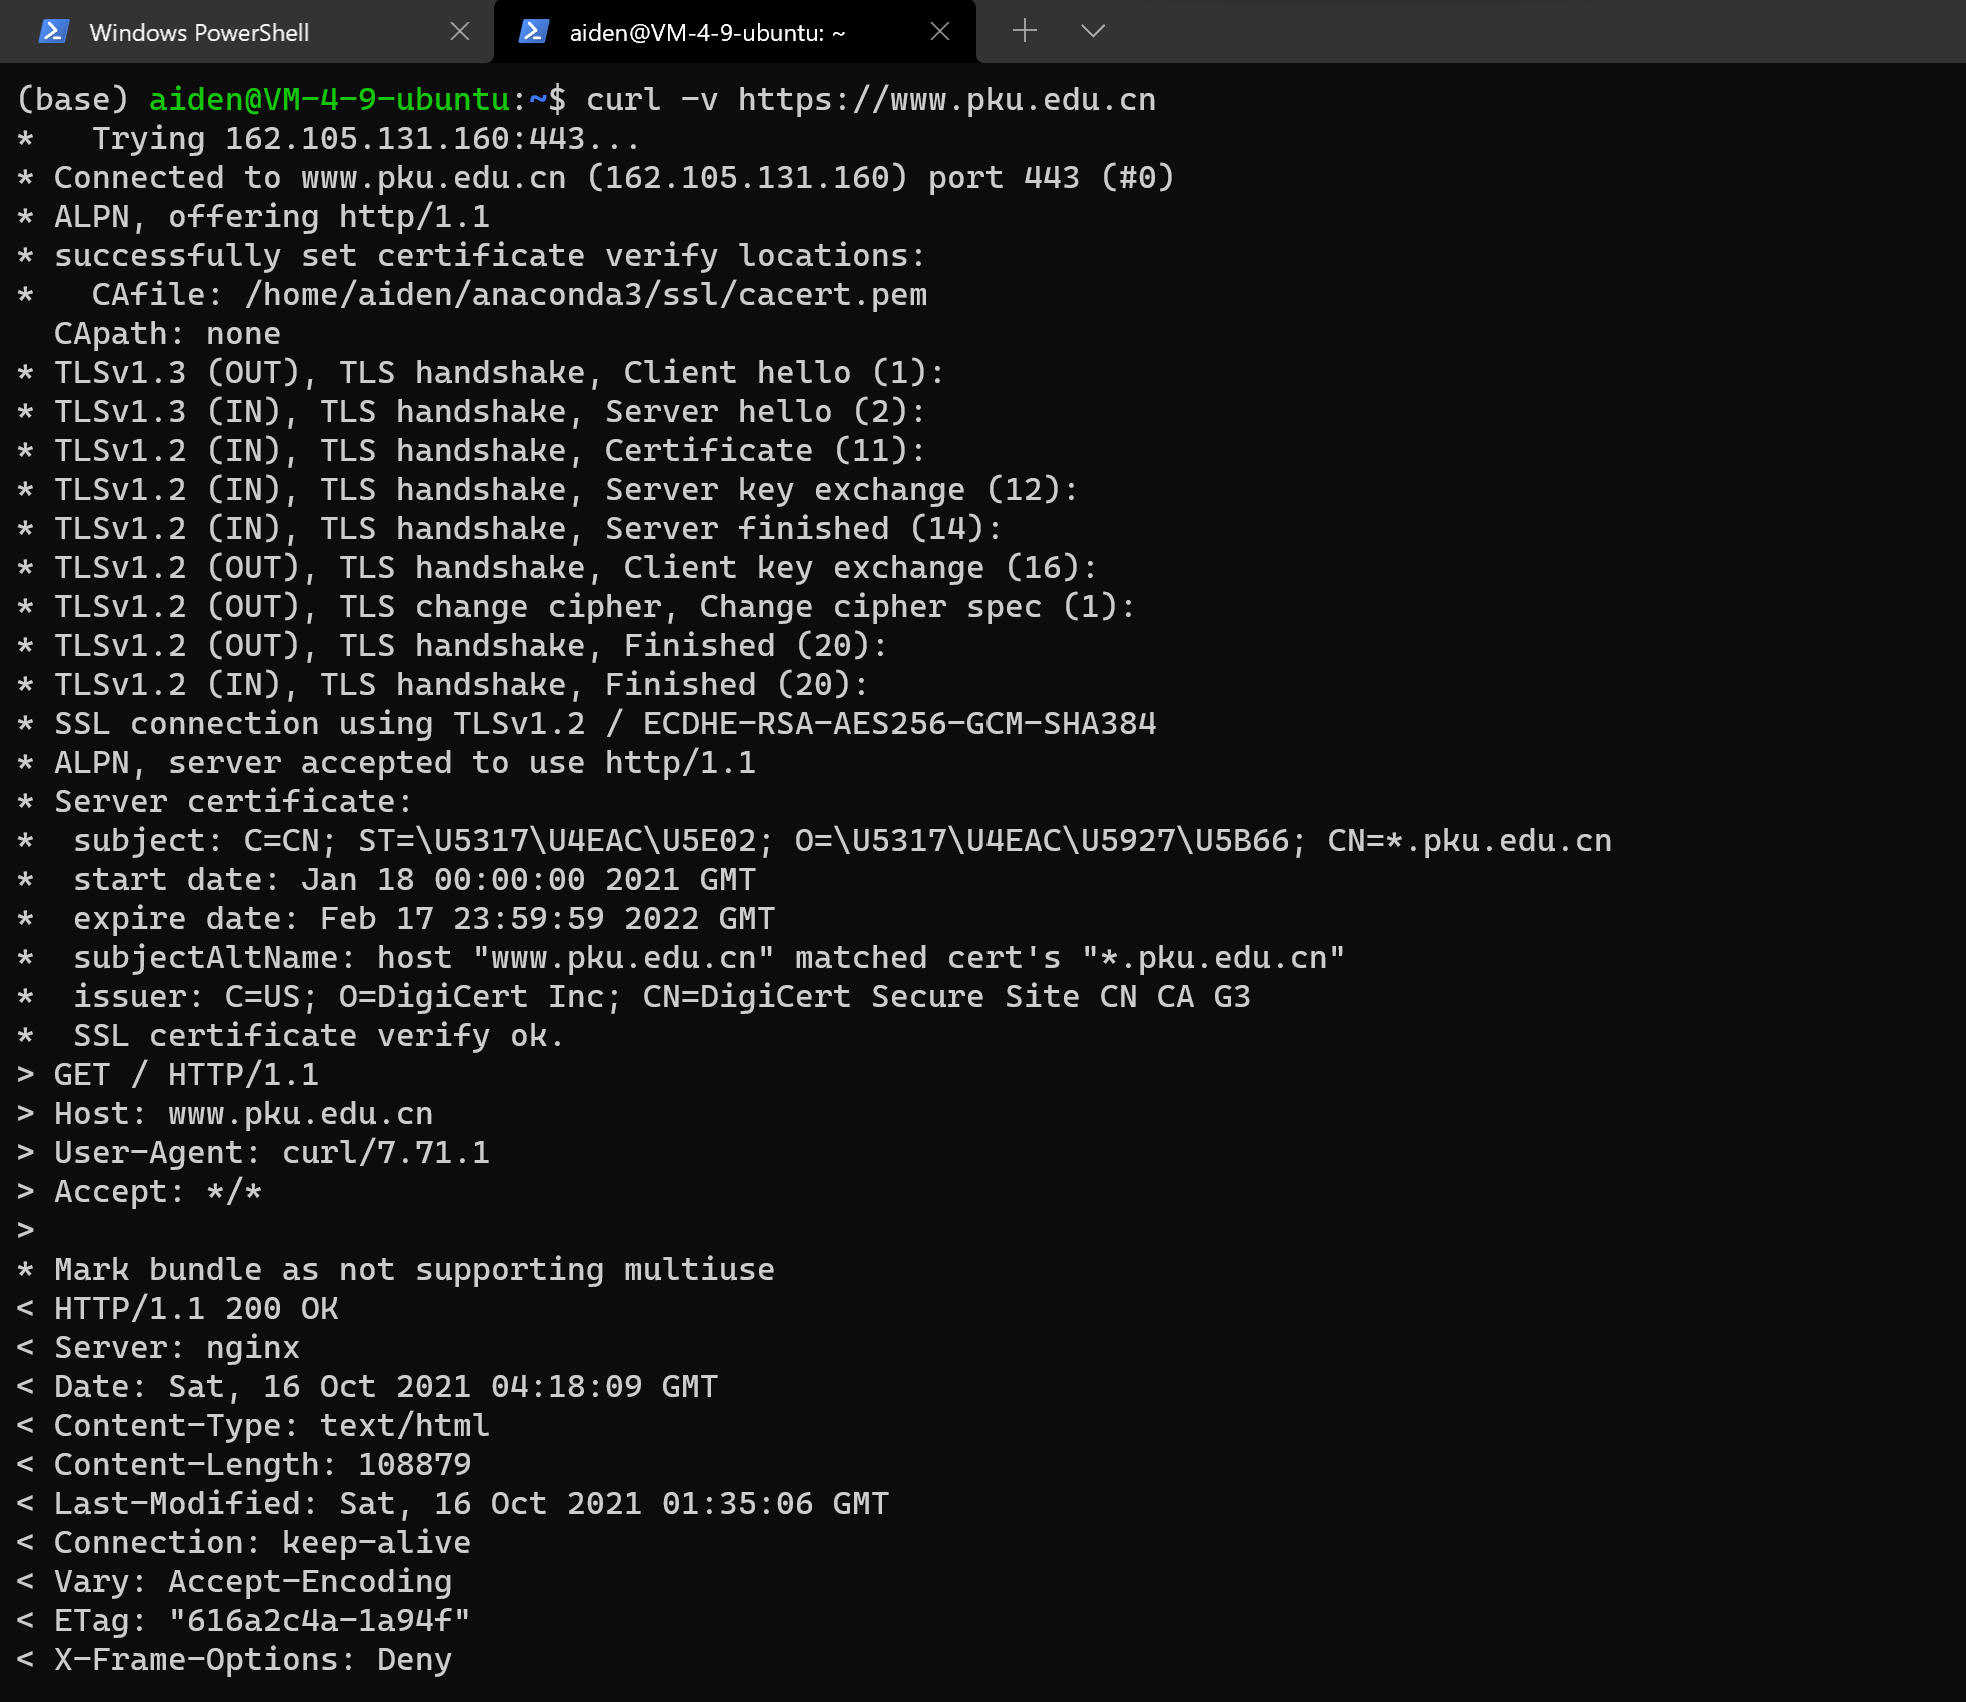 Windows PowerShell
aiden@VM-4-9-ubuntu: ~
(base) aiden@VM-4-9-ubuntu:~$ curl -v https://www.pku.edu.cn
*   Trying 162.105.131.160:443...
* Connected to www.pku.edu.cn (162.105.131.160) port 443 (#0)
* ALPN, offering http/1.1
* successfully set certificate verify locations:
*   CAfile: /home/aiden/anaconda3/ssl/cacert.pem
  CApath: none
* TLSv1.3 (OUT), TLS handshake, Client hello (1):
* TLSv1.3 (IN), TLS handshake, Server hello (2):
* TLSv1.2 (IN), TLS handshake, Certificate (11):
* TLSv1.2 (IN), TLS handshake, Server key exchange (12):
* TLSv1.2 (IN), TLS handshake, Server finished (14):
* TLSv1.2 (OUT), TLS handshake, Client key exchange (16):
* TLSv1.2 (OUT), TLS change cipher, Change cipher spec (1):
* TLSv1.2 (OUT), TLS handshake, Finished (20):
* TLSv1.2 (IN), TLS handshake, Finished (20):
* SSL connection using TLSv1.2 / ECDHE-RSA-AES256-GCM-SHA384
* ALPN, server accepted to use http/1.1
* Server certificate:
*  subject: C=CN; ST=\U5317\U4EAC\U5E02; O=\U5317\U4EAC\U5927\U5B66; CN=*.pku.edu.cn
*  start date: Jan 18 00:00:00 2021 GMT
*  expire date: Feb 17 23:59:59 2022 GMT
*  subjectAltName: host "www.pku.edu.cn" matched cert's "*.pku.edu.cn"
*  issuer: C=US; O=DigiCert Inc; CN=DigiCert Secure Site CN CA G3
*  SSL certificate verify ok.
> GET / HTTP/1.1
> Host: www.pku.edu.cn
> User-Agent: curl/7.71.1
> Accept: */*
>
* Mark bundle as not supporting multiuse
< HTTP/1.1 200 OK
< Server: nginx
< Date: Sat, 16 Oct 2021 04:18:09 GMT
< Content-Type: text/html
< Content-Length: 108879
< Last-Modified: Sat, 16 Oct 2021 01:35:06 GMT
< Connection: keep-alive
< Vary: Accept-Encoding
< ETag: "616a2c4a-1a94f"
< X-Frame-Options: Deny